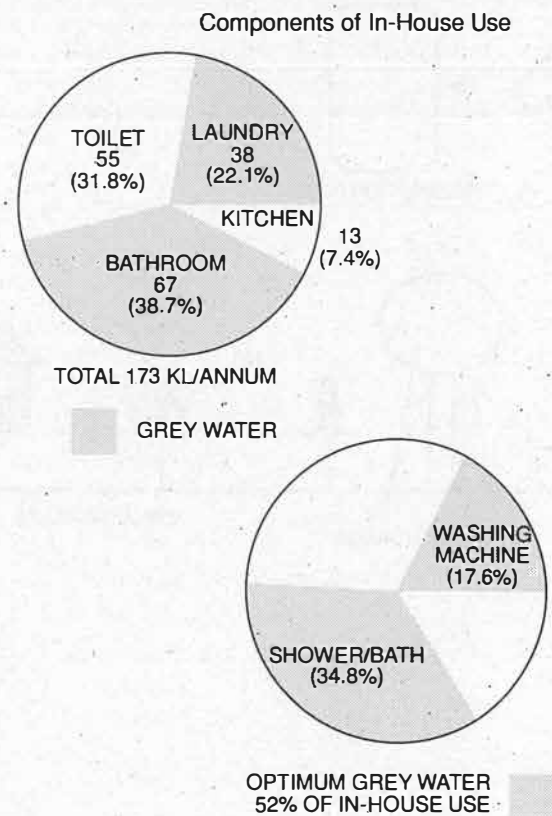 Components of In-House Use
TOILET
55
(31.8%)
LAUNDRY
38
(22.1%)
KITCHEN
13
(7.4%)
BATHROOM
67
(38.7%)
TOTAL 173 KL/ANNUM
GREY WATER
WASHING
MACHINE
(17.6%)
SHOWER/BATH
(34.8%)
OPTIMUM GREY WATER
52% OF IN-HOUSE USE